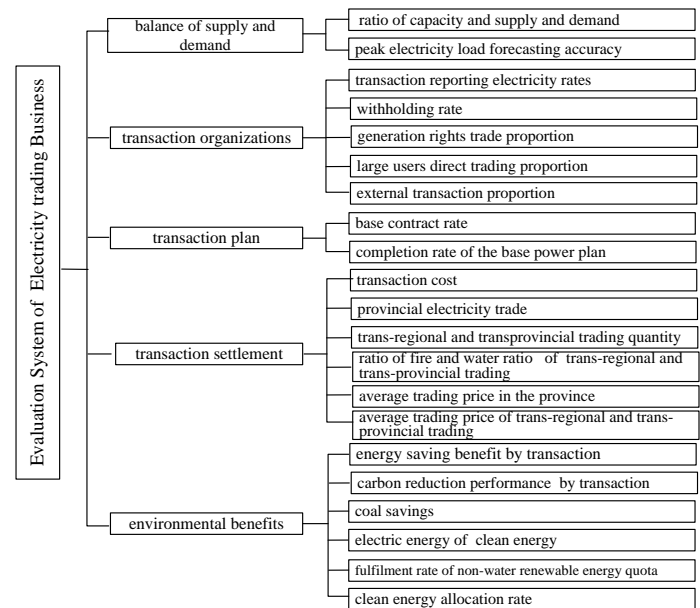 Evaluation System of Electricity trading Business
balance of supply and
demand
ratio of capacity and supply and demand
peak electricity load forecasting accuracy
transaction organizations
transaction reporting electricity rates
withholding rate
generation rights trade proportion
large users direct trading proportion
external transaction proportion
transaction plan
base contract rate
completion rate of the base power plan
transaction settlement
transaction cost
provincial electricity trade
trans-regional and transprovincial trading quantity
ratio of fire and water ratio of trans-regional and
trans-provincial trading
average trading price in the province
average trading price of trans-regional and trans-
provincial trading
environmental benefits
energy saving benefit by transaction
carbon reduction performance by transaction
coal savings
electric energy of clean energy
fulfilment rate of non-water renewable energy quota
clean energy allocation rate